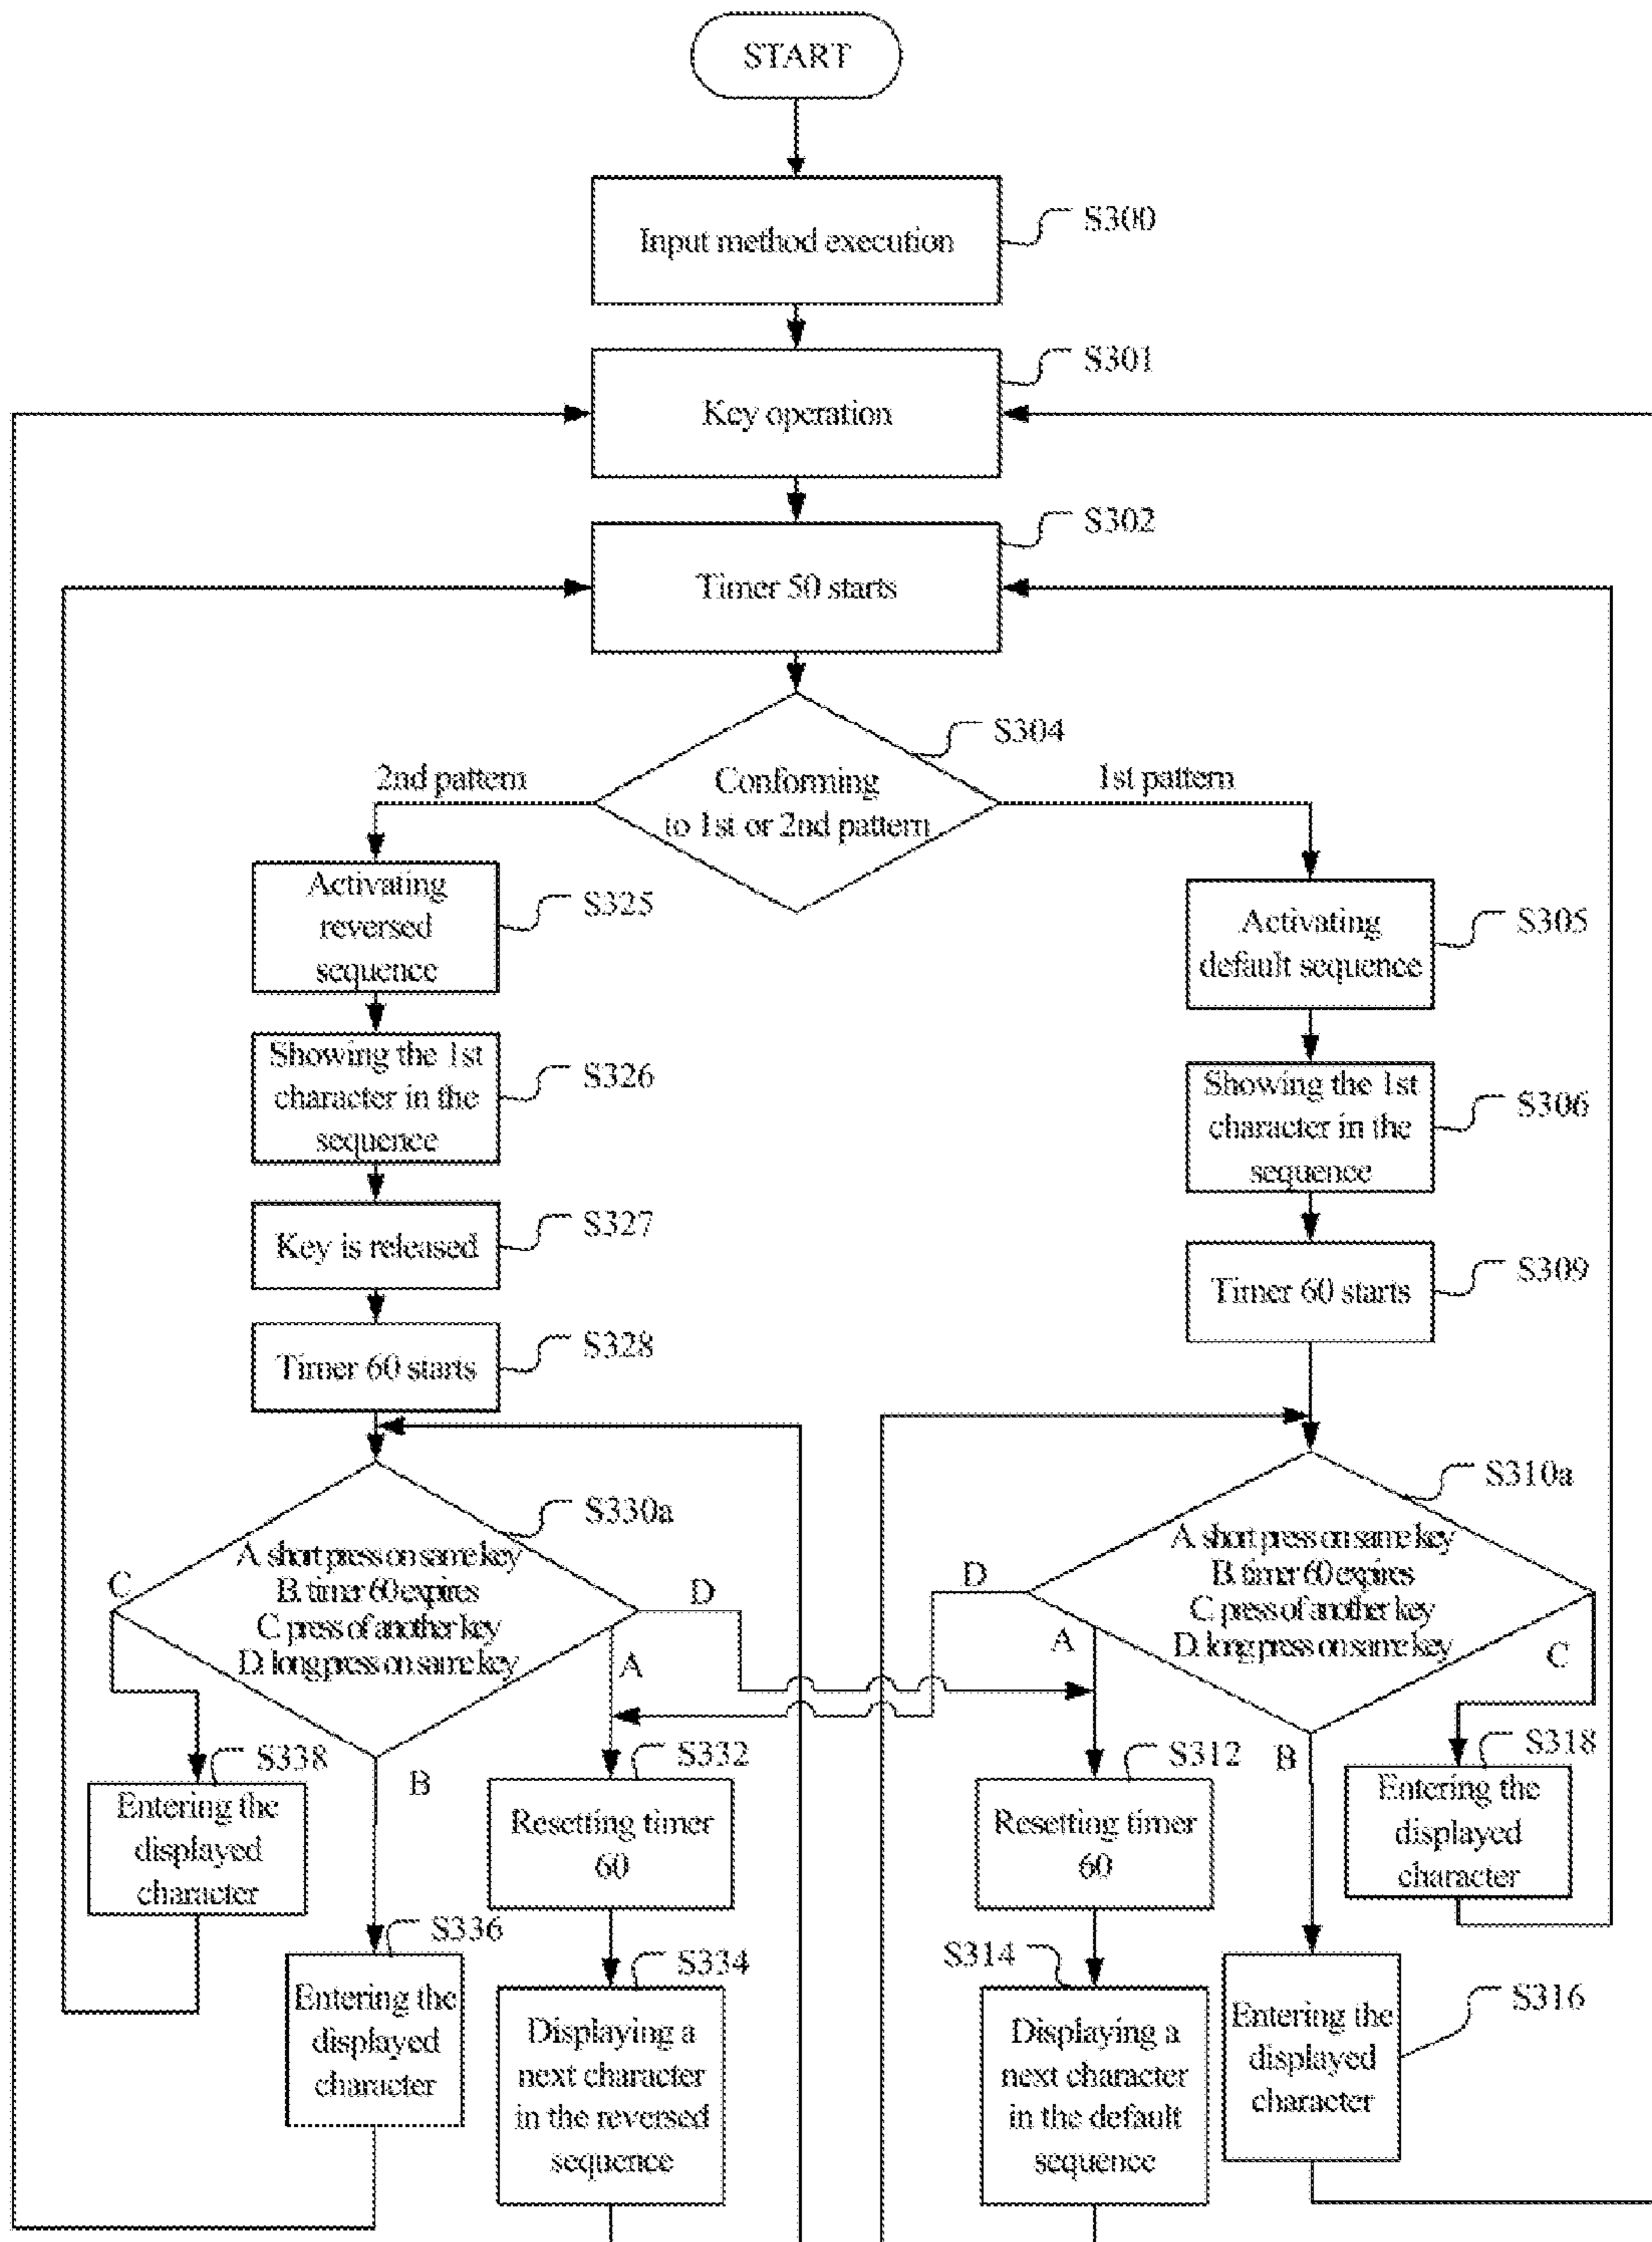 START
Input method execution
S300
Key operation
S301
Timer 50 starts
S302
Conforming
to 1st or 2nd pattern
S304
2nd pattern
1st pattern
Activating
reversed
sequence
S325
Showing the 1st
character in the
sequence
S326
Key is released
S327
Timer 60 starts
S328
Activating
default sequence
S305
Showing the 1st
character in the
sequence
S306
Timer 60 starts
S309
S330a
A. short press on same key
B. timer 60 expires
C. press of another key
D. long press on same key
C
D
A
B
S310a
A. short press on same key
B. timer 60 expires
C. press of another key
D. long press on same key
D
A
C
B
S338
Entering the
displayed
character
S336
Entering the
displayed
character
S332
Resetting timer
60
S334
Displaying a
next character
in the reversed
sequence
S312
Resetting timer
60
S314
Displaying a
next character
in the default
sequence
S318
Entering the
displayed
character
S316
Entering the
displayed
character